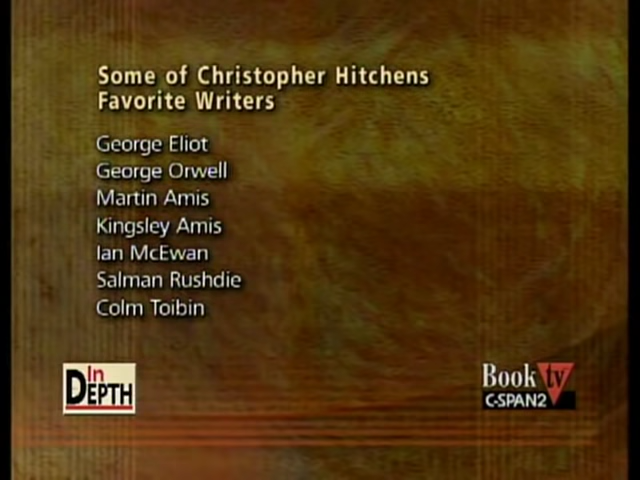 Some of Christopher Hitchens
Favorite Writers
George Eliot
George Orwell
Martin Amis
Kingsley Amis
Ian McEwan
Salman Rushdie
Colm Toibin
In
DEPTH
Book tv
C-SPAN2